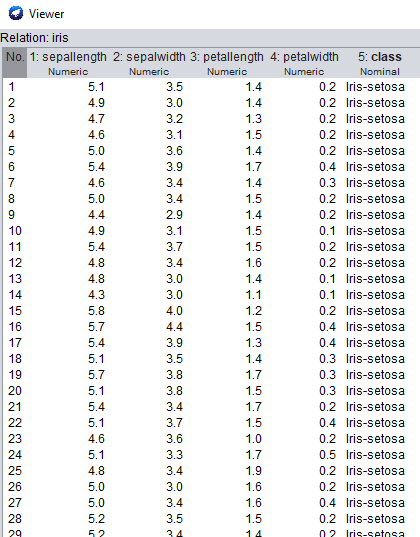 Viewer
Relation: iris
No. 1: sepallength 2: sepalwidth 3: petallength 4: petalwidth 5: class
Numeric Numeric Numeric Numeric Nominal
1 5.1 3.5 1.4 0.2 Iris-setosa
2 4.9 3.0 1.4 0.2 Iris-setosa
3 4.7 3.2 1.3 0.2 Iris-setosa
4 4.6 3.1 1.5 0.2 Iris-setosa
5 5.0 3.6 1.4 0.2 Iris-setosa
6 5.4 3.9 1.7 0.4 Iris-setosa
7 4.6 3.4 1.4 0.3 Iris-setosa
8 5.0 3.4 1.5 0.2 Iris-setosa
9 4.4 2.9 1.4 0.2 Iris-setosa
10 4.9 3.1 1.5 0.1 Iris-setosa
11 5.4 3.7 1.5 0.2 Iris-setosa
12 4.8 3.4 1.6 0.2 Iris-setosa
13 4.8 3.0 1.4 0.1 Iris-setosa
14 4.3 3.0 1.1 0.1 Iris-setosa
15 5.8 4.0 1.2 0.2 Iris-setosa
16 5.7 4.4 1.5 0.4 Iris-setosa
17 5.4 3.9 1.3 0.4 Iris-setosa
18 5.1 3.5 1.4 0.3 Iris-setosa
19 5.7 3.8 1.7 0.3 Iris-setosa
20 5.1 3.8 1.5 0.3 Iris-setosa
21 5.4 3.4 1.7 0.2 Iris-setosa
22 5.1 3.7 1.5 0.4 Iris-setosa
23 4.6 3.6 1.0 0.2 Iris-setosa
24 5.1 3.3 1.7 0.5 Iris-setosa
25 4.8 3.4 1.9 0.2 Iris-setosa
26 5.0 3.0 1.6 0.2 Iris-setosa
27 5.0 3.4 1.6 0.4 Iris-setosa
28 5.2 3.5 1.5 0.2 Iris-setosa
29 5.2 3.4 1.4 0.2 Iris-setosa